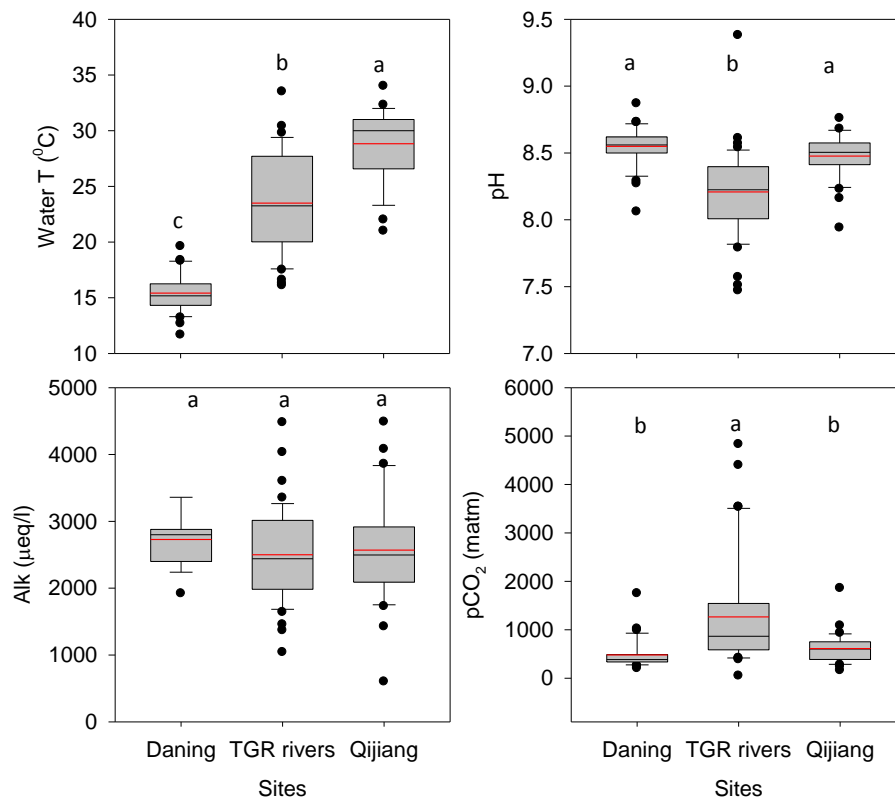 40
35
30
25
20
15
10
Water T (⁰C)
c
b
a
9.5
9.0
8.5
8.0
7.5
7.0
pH
a
b
a
5000
4000
3000
2000
1000
0
Alk (μeq/l)
a
a
a
Daning
TGR rivers
Qijiang
Sites
6000
5000
4000
3000
2000
1000
0
pCO₂ (matm)
b
a
b
Daning
TGR rivers
Qijiang
Sites